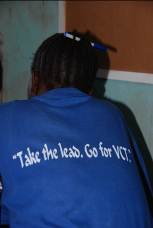 "Take the lead. Go for VCT."